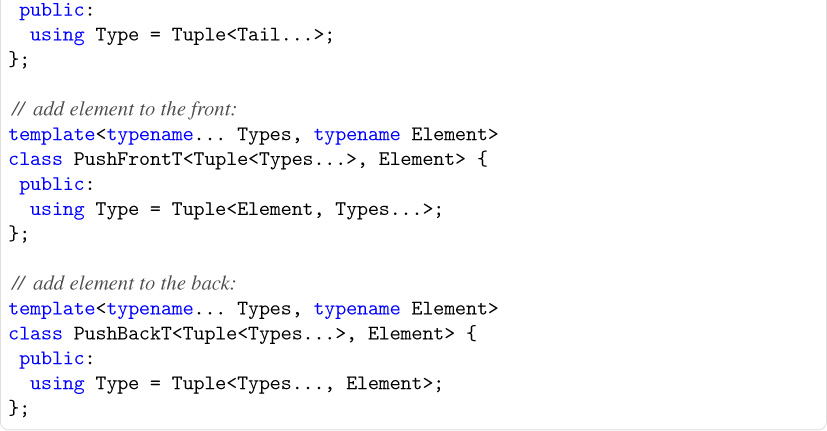 public:
using Type = Tuple<Tail...>;
};
// add element to the front:
template<typename... Types, typename Element>
class PushFrontT<Tuple<Types...>, Element> {
public:
using Type = Tuple<Element, Types...>;
};
// add element to the back:
template<typename... Types, typename Element>
class PushBackT<Tuple<Types...>, Element> {
public:
using Type = Tuple<Types..., Element>;
};